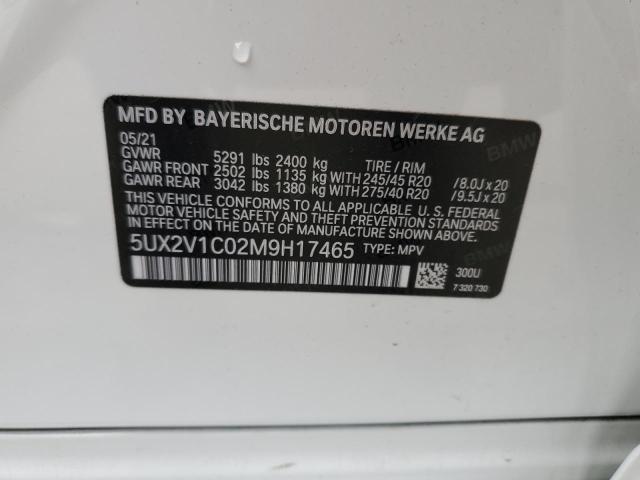 MFD BY BAYERISCHE MOTOREN WERKE AG
05/21
GVWR 5291 lbs 2400 kg TIRE / RIM
GAWR FRONT 2502 lbs 1135 kg WITH 245/45 R20 /8.0J x 20
GAWR REAR 3042 lbs 1380 kg WITH 275/40 R20 /9.5J x 20
THIS VEHICLE CONFORMS TO ALL APPLICABLE U.S. FEDERAL
MOTOR VEHICLE SAFETY, BUMPER, AND THEFT PREVENTION STANDARDS
IN EFFECT ON THE DATE OF MANUFACTURE SHOWN ABOVE.
5UX2V1C02M9H17465 TYPE: MPV
300U
7 320 730
BMW